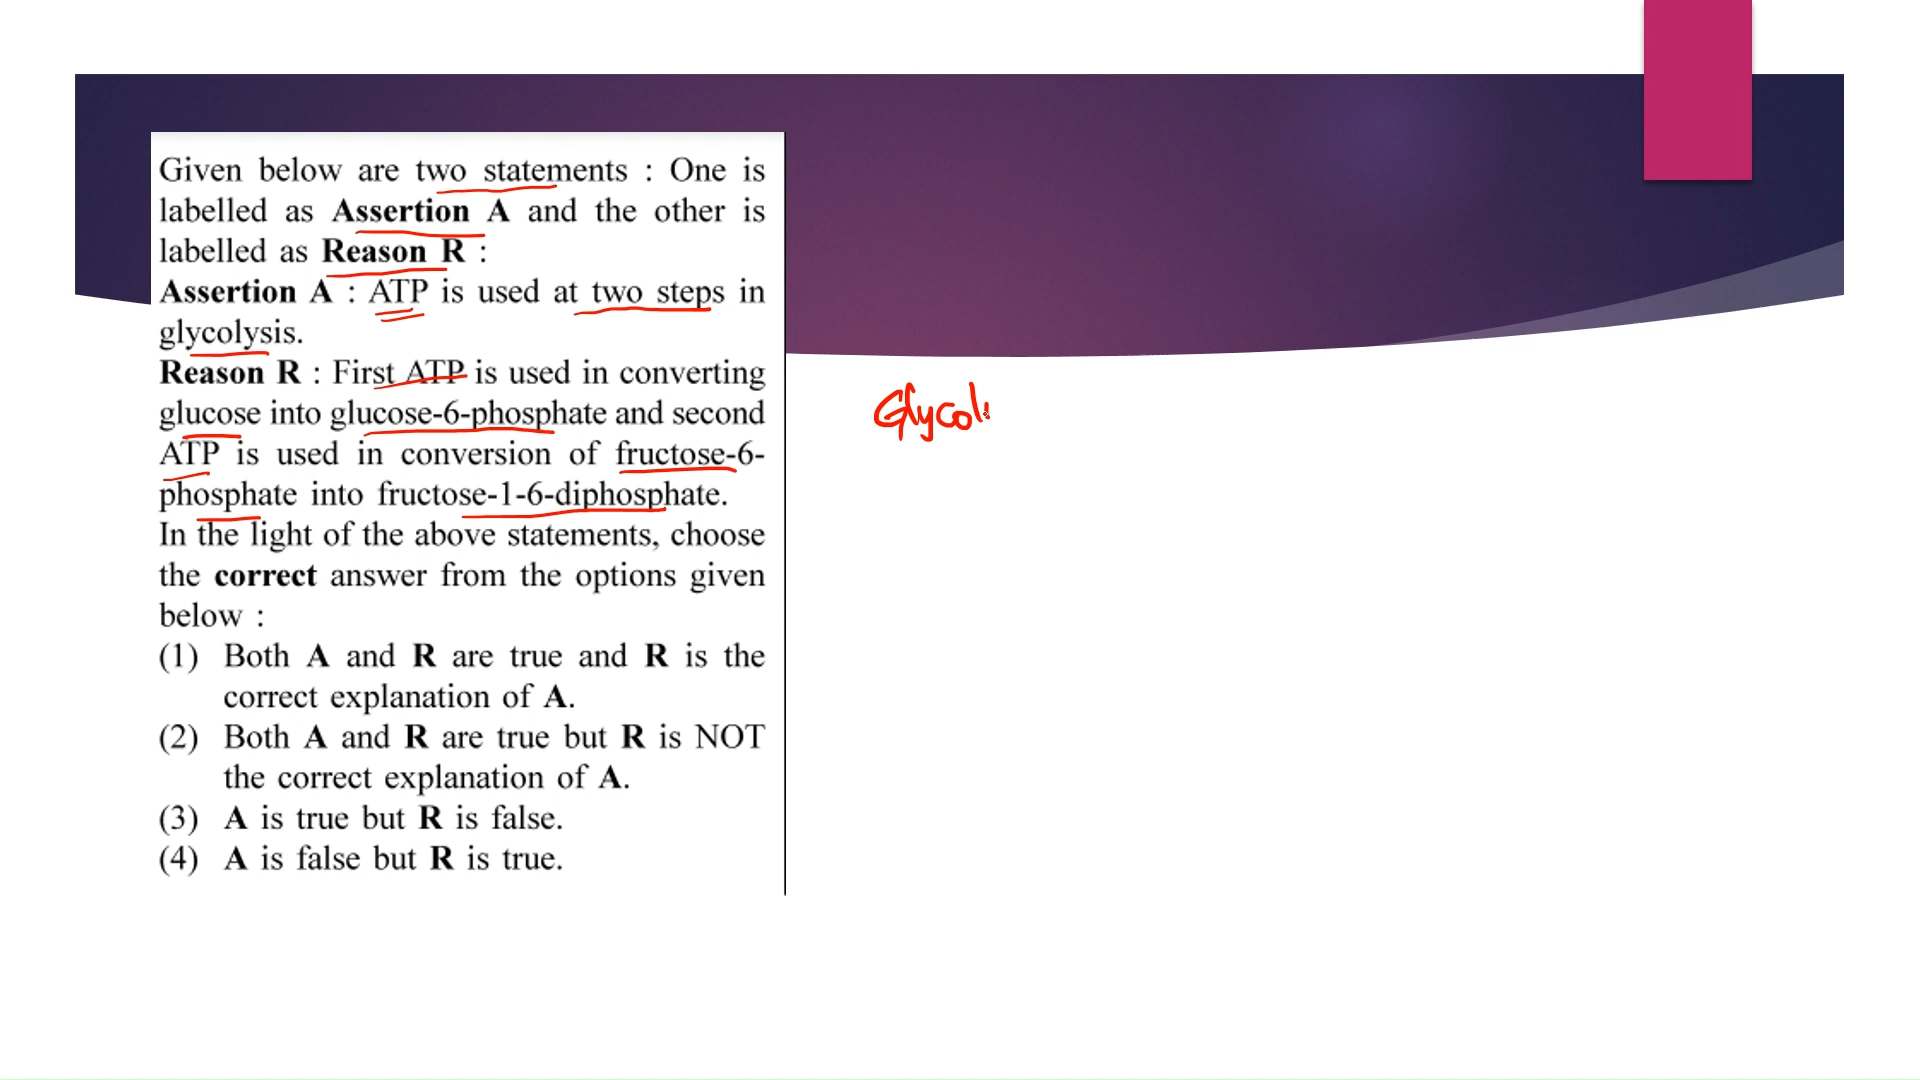 Given below are two statements : One is
labelled as Assertion A and the other is
labelled as Reason R :
Assertion A : ATP is used at two steps in
glycolysis.
Reason R : First ATP is used in converting
glucose into glucose-6-phosphate and second
ATP is used in conversion of fructose-6-
phosphate into fructose-1-6-diphosphate.
In the light of the above statements, choose
the correct answer from the options given
below :
(1) Both A and R are true and R is the
correct explanation of A.
(2) Both A and R are true but R is NOT
the correct explanation of A.
(3) A is true but R is false.
(4) A is false but R is true.
Glycoli